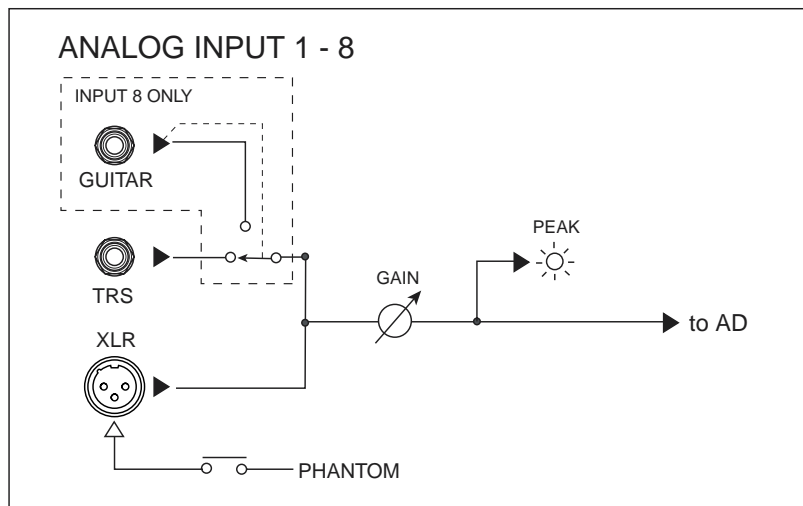 ANALOG INPUT 1 - 8
INPUT 8 ONLY
GUITAR
TRS
XLR
PHANTOM
GAIN
PEAK
to AD